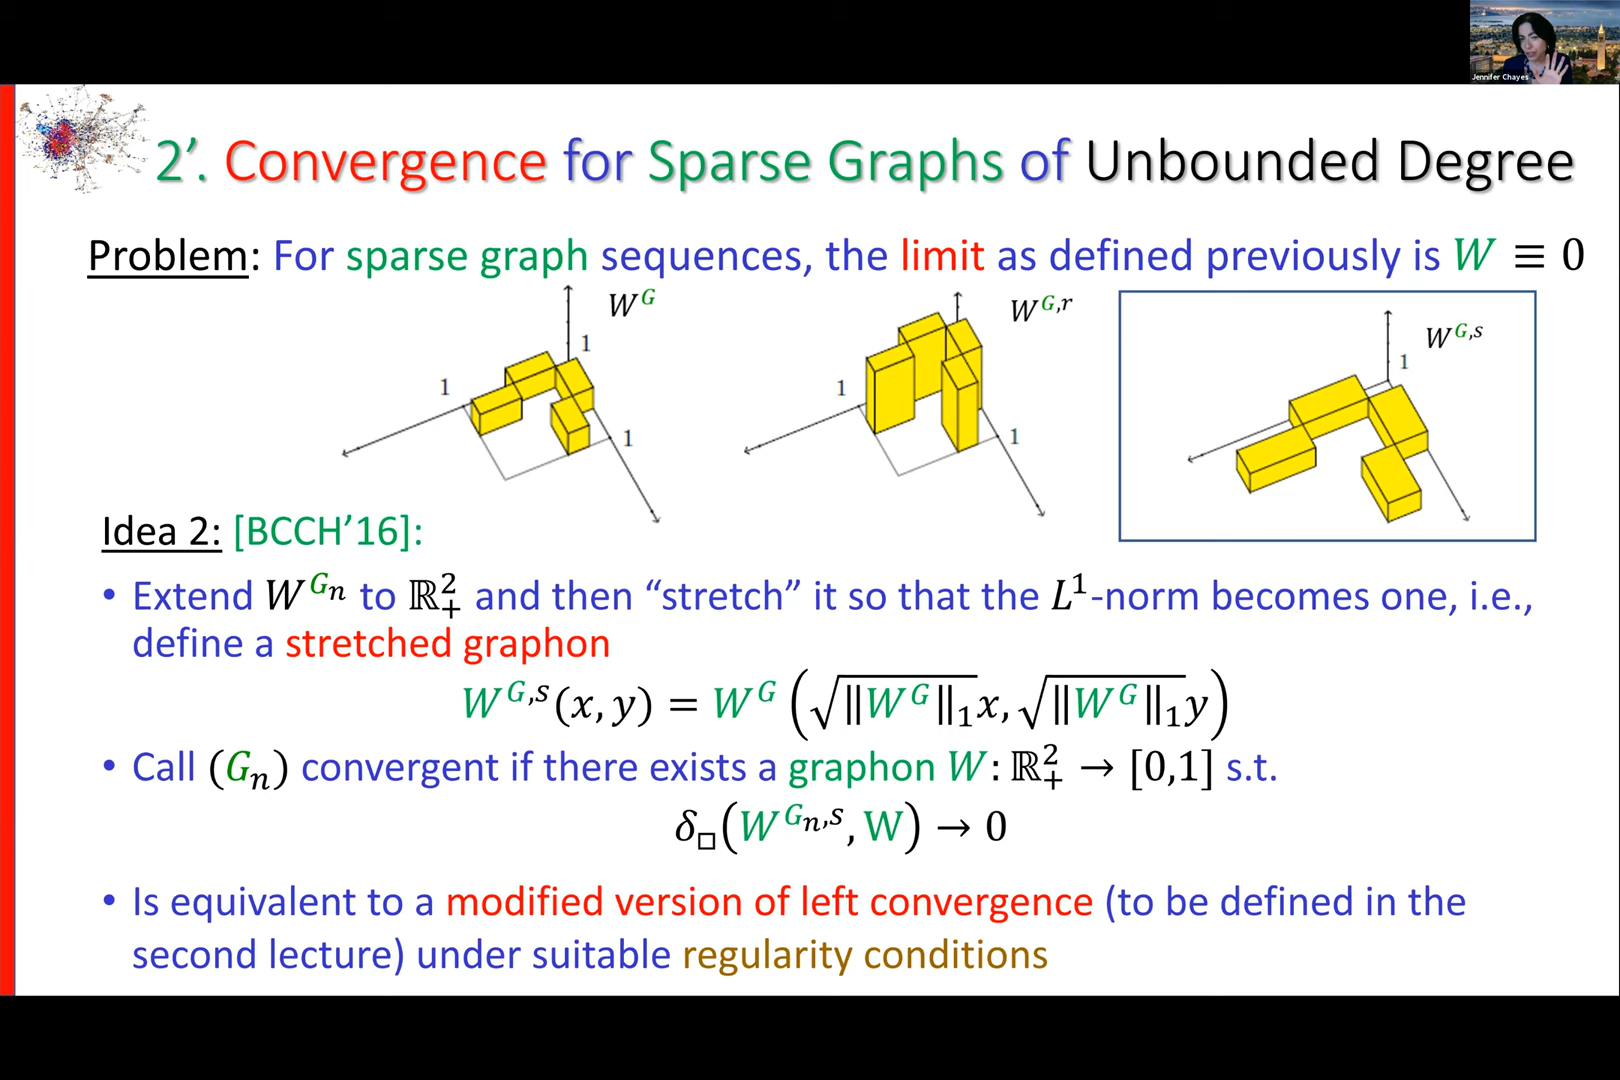 Jennifer Chayes
2’. Convergence for Sparse Graphs of Unbounded Degree
Problem: For sparse graph sequences, the limit as defined previously is W ≡ 0
W^G
1
1
1
W^{G,r}
1
1
W^{G,s}
1
Idea 2: [BCCH’16]:
• Extend W^{G_n} to ℝ₊² and then “stretch” it so that the L¹-norm becomes one, i.e.,
define a stretched graphon
W^{G,s}(x, y) = W^G (√‖W^G‖₁ x, √‖W^G‖₁ y)
• Call (Gₙ) convergent if there exists a graphon W: ℝ₊² → [0,1] s.t.
δ_□(W^{G_n,s}, W) → 0
• Is equivalent to a modified version of left convergence (to be defined in the
second lecture) under suitable regularity conditions